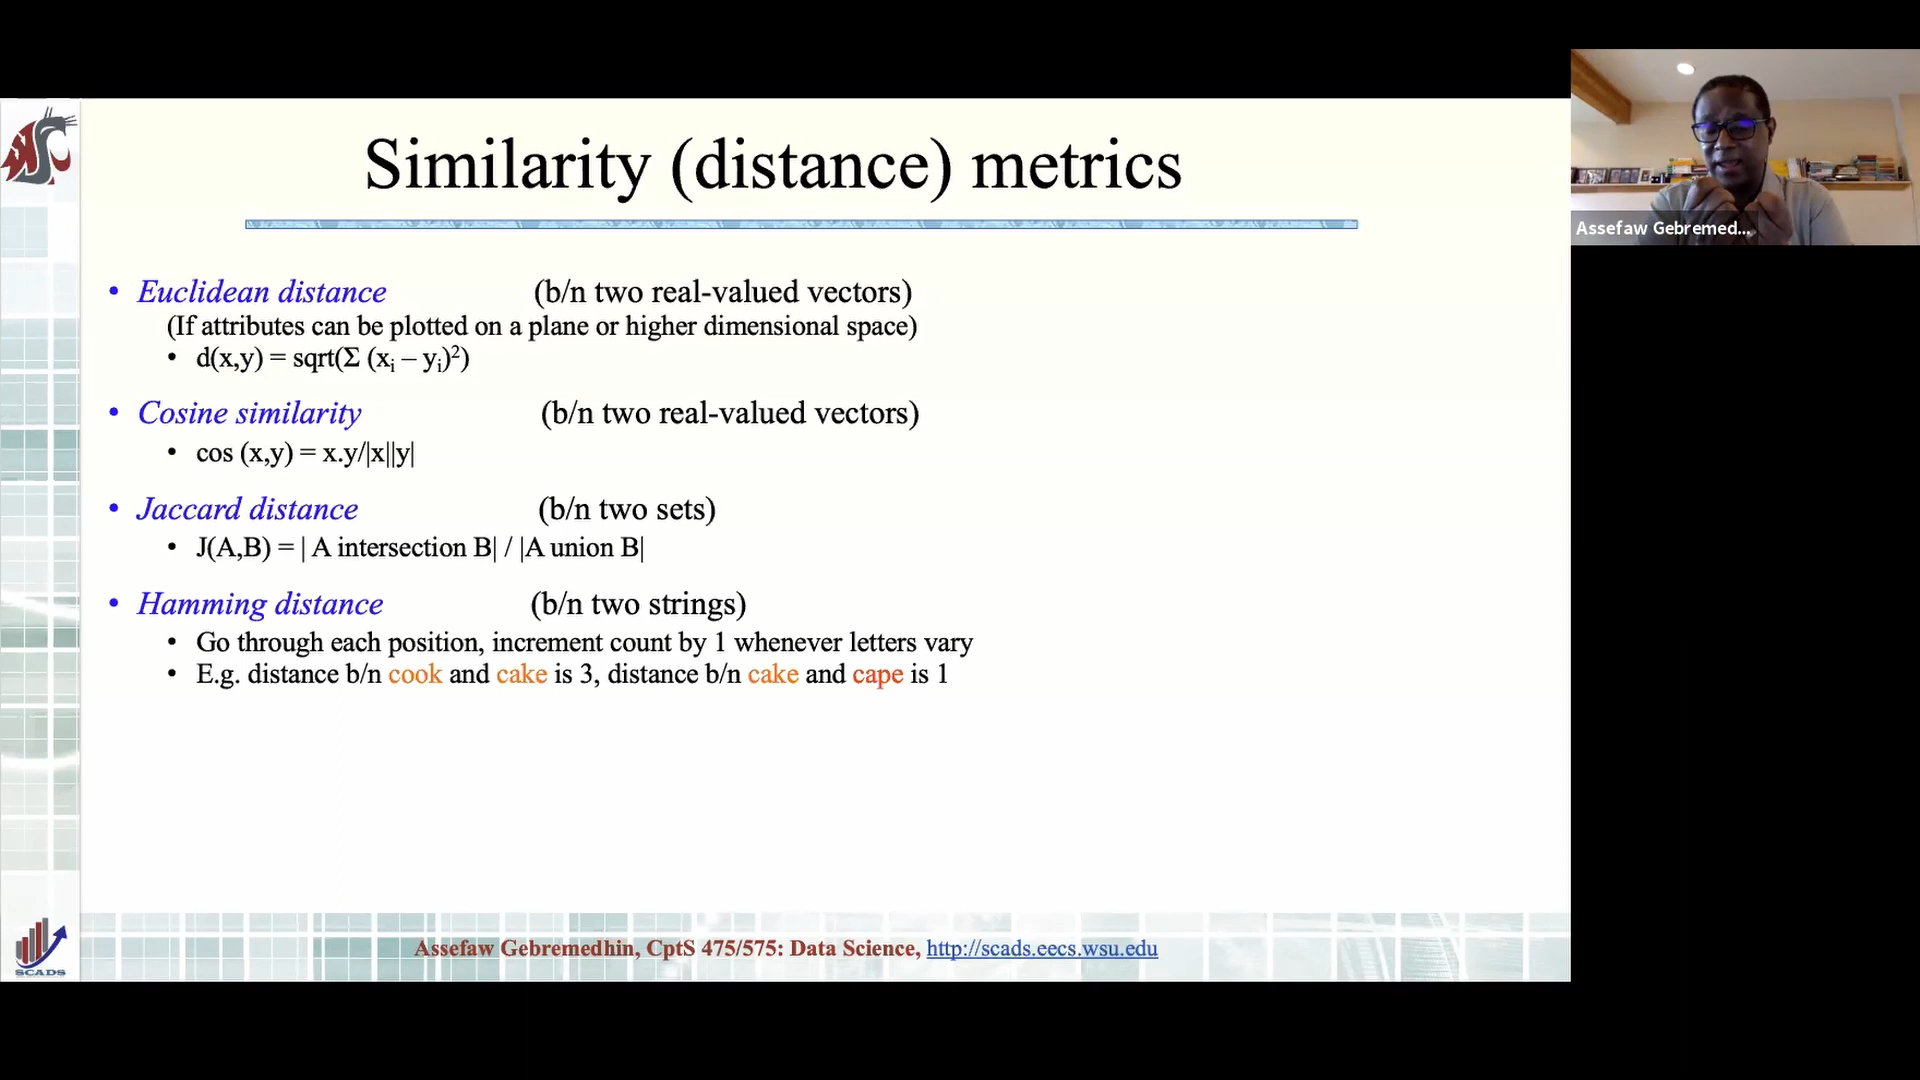 Similarity (distance) metrics
• Euclidean distance (b/n two real-valued vectors)
(If attributes can be plotted on a plane or higher dimensional space)
• d(x,y) = sqrt(Σ (xᵢ – yᵢ)²)
• Cosine similarity (b/n two real-valued vectors)
• cos (x,y) = x.y/|x||y|
• Jaccard distance (b/n two sets)
• J(A,B) = | A intersection B| / |A union B|
• Hamming distance (b/n two strings)
• Go through each position, increment count by 1 whenever letters vary
• E.g. distance b/n cook and cake is 3, distance b/n cake and cape is 1
SCADS
Assefaw Gebremedhin, CptS 475/575: Data Science, http://scads.eecs.wsu.edu
Assefaw Gebremed...